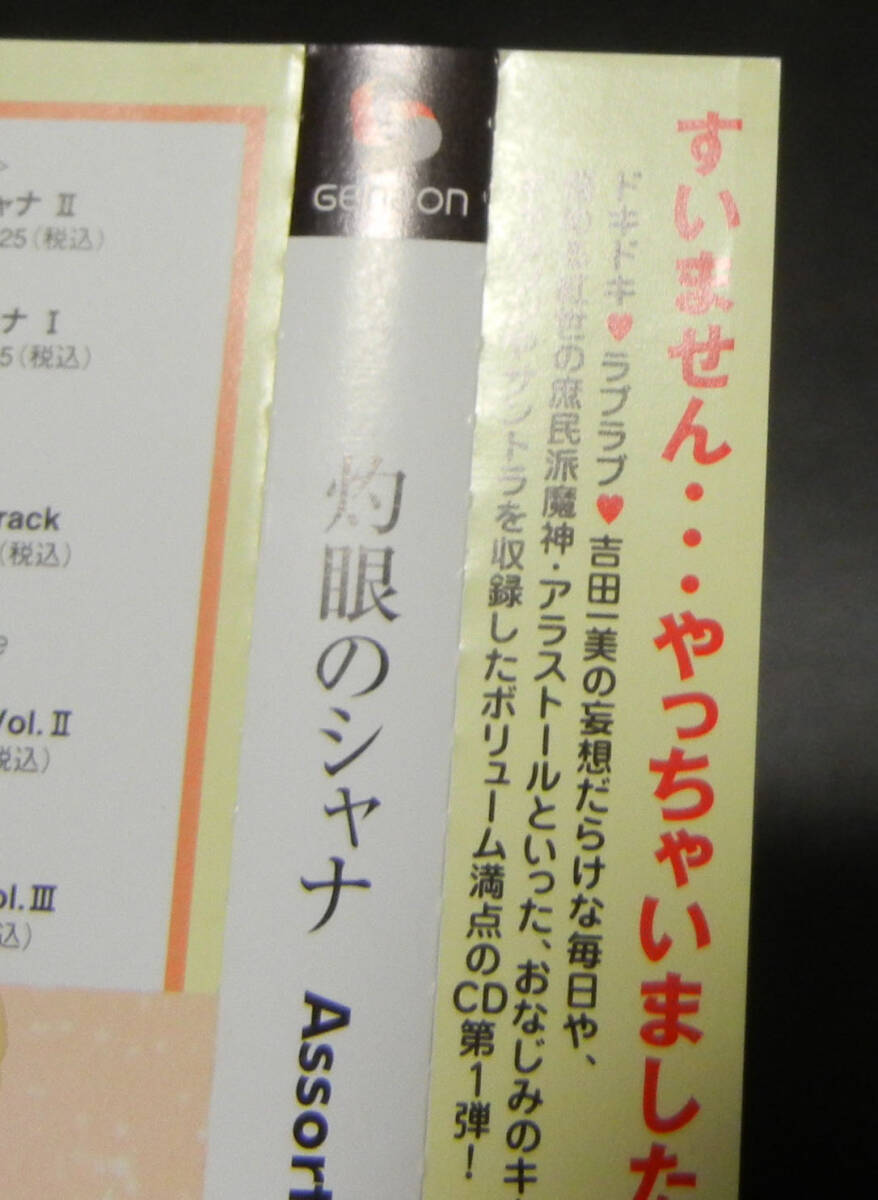 すいません・・・やっちゃいました
ドキドキ♥ラブラブ♥吉田一美の妄想だらけな毎日や、
の庶民派魔神・アラストールといった、おなじみのキ
サントラを収録したボリューム満点のCD第1弾！
GENEON
灼眼のシャナ Assort
ャナ II
25（税込）
ナ I
5（税込）
rack
（税込）
e
Vol. II
税込）
ol. III
込）